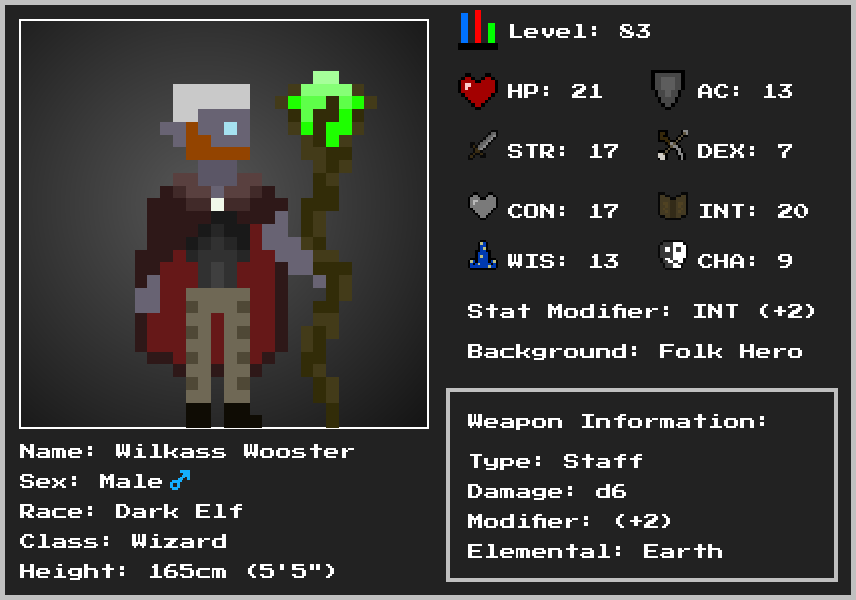 Level: 83
HP: 21 AC: 13
STR: 17 DEX: 7
CON: 17 INT: 20
WIS: 13 CHA: 9
Stat Modifier: INT (+2)
Background: Folk Hero
Weapon Information:
Type: Staff
Damage: d6
Modifier: (+2)
Elemental: Earth
Name: Wilkass Wooster
Sex: Male♂
Race: Dark Elf
Class: Wizard
Height: 165cm (5'5")